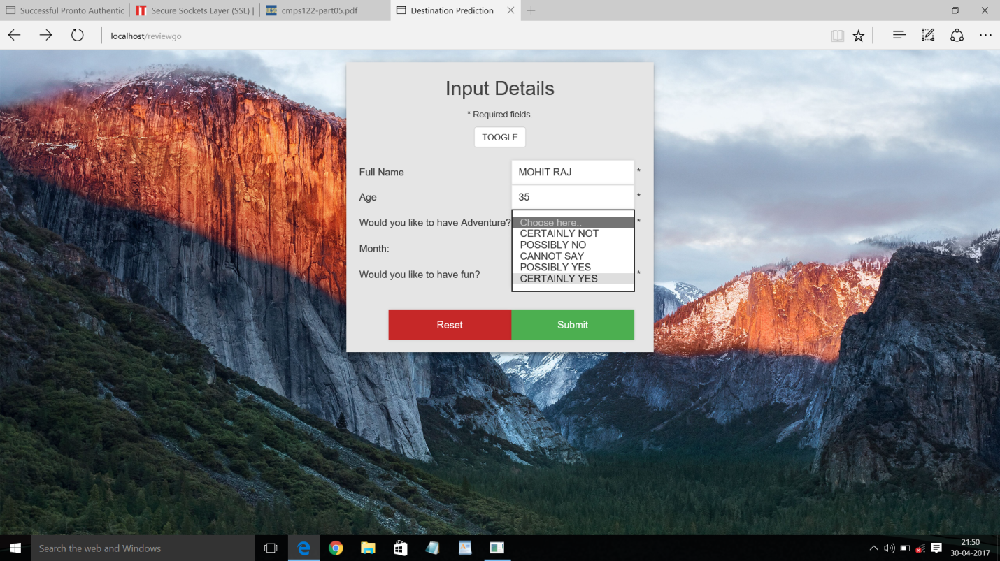 Successful Pronto Authentic
Secure Sockets Layer (SSL) |
cmps122-part05.pdf
Destination Prediction
localhost/reviewgo
Input Details
* Required fields.
TOOGLE
Full Name MOHIT RAJ *
Age 35 *
Would you like to have Adventure? Choose here.. *
CERTAINLY NOT
POSSIBLY NO
Month:
CANNOT SAY
POSSIBLY YES
Would you like to have fun? *
CERTAINLY YES
Reset Submit
Search the web and Windows
21:50
30-04-2017